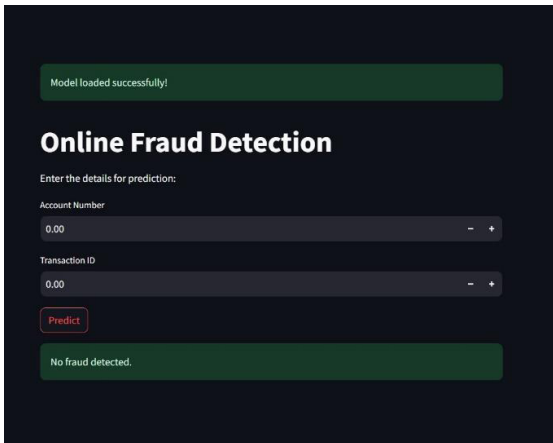 Model loaded successfully!
Online Fraud Detection
Enter the details for prediction:
Account Number
0.00 − +
Transaction ID
0.00 − +
Predict
No fraud detected.